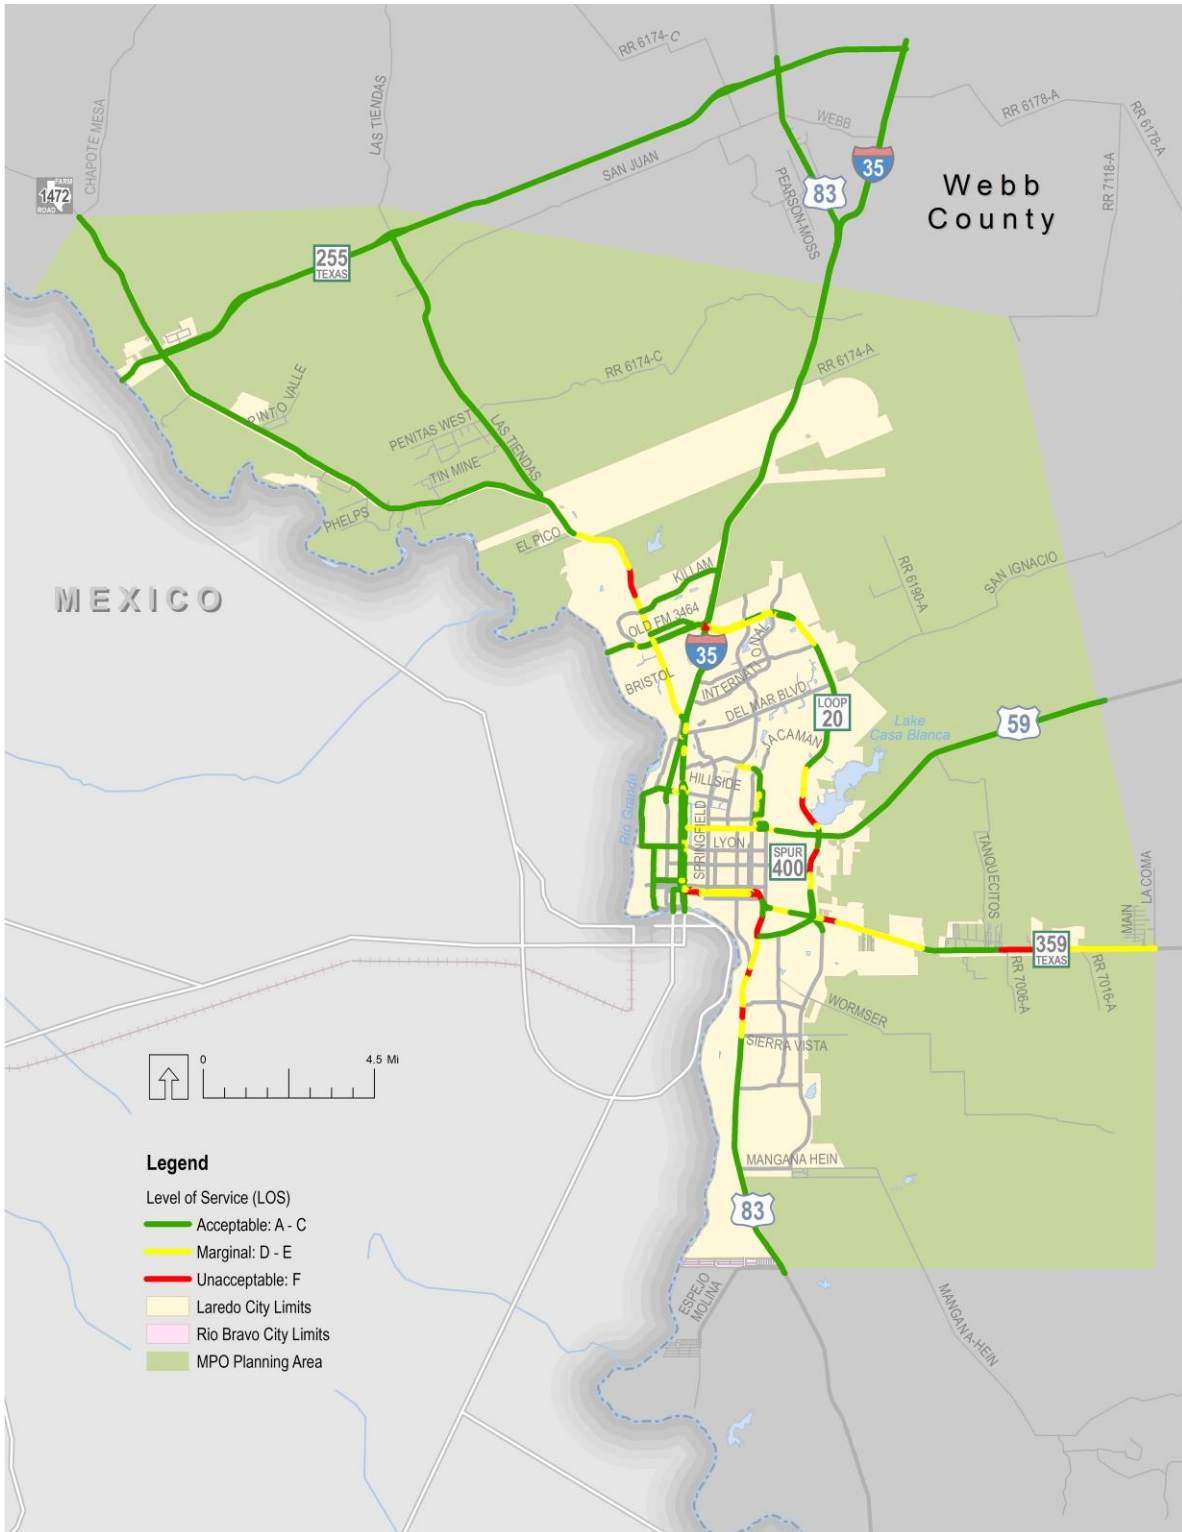 RR 6174-C
LAS TIENDAS
CHAPOTE MESA
FARM
1472
ROAD
WEBB
RR 6178-A
RR 6178-A
RR 7118-A
SAN JUAN
PEARSON-MOSS
83
35
Webb
County
255
TEXAS
RR 6174-C
RR 6174-A
PINTO VALLE
PENITAS WEST
LAS TIENDAS
TIN MINE
PHELPS
EL PICO
KILLAM
RR 6190-A
SAN IGNACIO
MEXICO
OLD FM 3464
35
INTERNATIONAL
BRISTOL
DEL MAR BLVD
LOOP
20
JACAMAN
Lake
Casa Blanca
59
HILLSIDE
Rio Grande
SPRINGFIELD
LYON
SPUR
400
TANQUECITOS
LA COMA
MAIN
359
TEXAS
RR 7006-A
RR 7016-A
WORMSER
SIERRA VISTA
0
4.5 Mi
MANGANA HEIN
83
ESPEJO
MOLINA
MANGANA-HEIN
Legend
Level of Service (LOS)
Acceptable: A - C
Marginal: D - E
Unacceptable: F
Laredo City Limits
Rio Bravo City Limits
MPO Planning Area